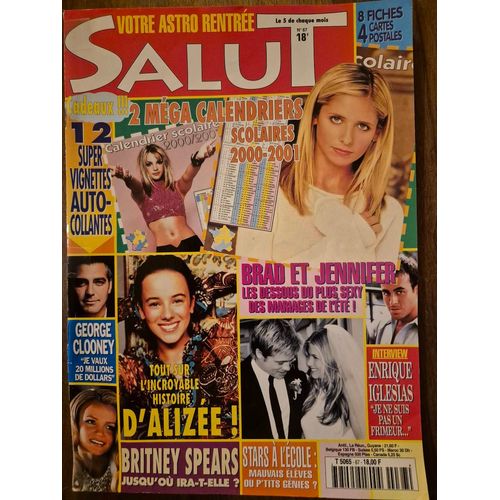 VOTRE ASTRO RENTRÉE
Le 5 de chaque mois
N° 67
18F
8 FICHES
4 CARTES
POSTALES
SALUT
Cadeaux !!!
2 MÉGA CALENDRIERS
SCOLAIRES
2000-2001
Calendrier scolaire
2000/2001
colaire
12
SUPER
VIGNETTES
AUTO-
COLLANTES
BRAD ET JENNIFER
LES DESSOUS DU PLUS SEXY
DES MARIAGES DE L'ÉTÉ !
GEORGE
CLOONEY
"JE VAUX
20 MILLIONS
DE DOLLARS"
TOUT SUR
L'INCROYABLE
HISTOIRE
D'ALIZÉE !
INTERVIEW
ENRIQUE
IGLESIAS
"JE NE SUIS
PAS UN
FRIMEUR..."
BRITNEY SPEARS
JUSQU'OÙ IRA-T-ELLE ?
STARS À L'ÉCOLE :
MAUVAIS ÉLÈVES
OU P'TITS GÉNIES ?
T 5065 - 67 - 18,00 F